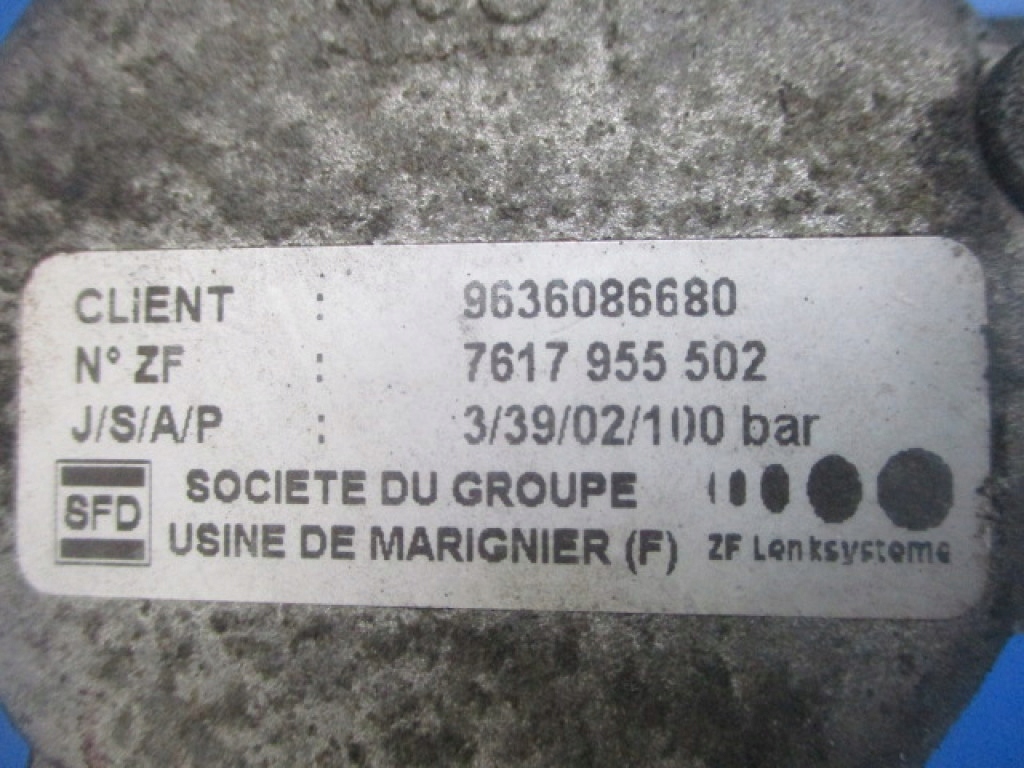 CLIENT : 9636086680
N° ZF : 7617 955 502
J/S/A/P : 3/39/02/100 bar
SFD SOCIETE DU GROUPE
USINE DE MARIGNIER (F) ZF Lenksysteme